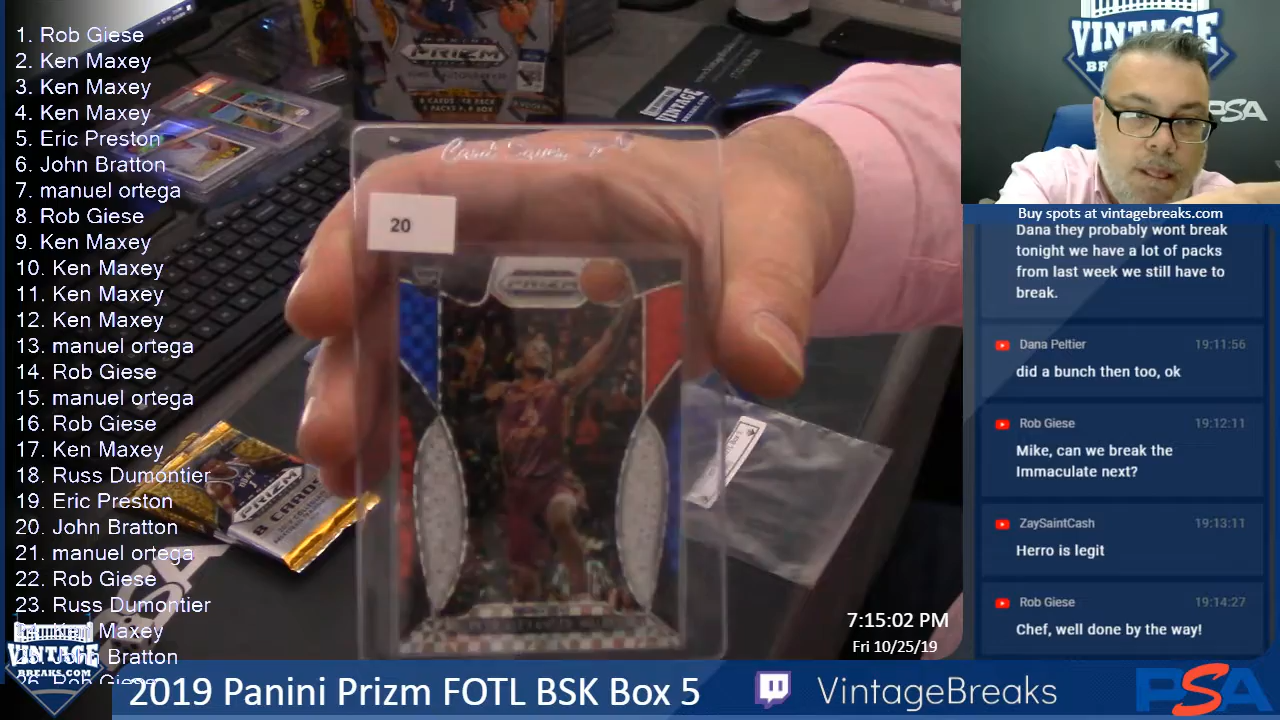 1. Rob Giese
2. Ken Maxey
3. Ken Maxey
4. Ken Maxey
5. Eric Preston
6. John Bratton
7. manuel ortega
8. Rob Giese
9. Ken Maxey
10. Ken Maxey
11. Ken Maxey
12. Ken Maxey
13. manuel ortega
14. Rob Giese
15. manuel ortega
16. Rob Giese
17. Ken Maxey
18. Russ Dumontier
19. Eric Preston
20. John Bratton
21. manuel ortega
22. Rob Giese
23. Russ Dumontier
Maxey
Bratton
VINTAGE
BREAKS.COM
PANINI
PRIZM
PRIZM
8 CARDS
20
PRIZM
VINTAGE
PSA
Buy spots at vintagebreaks.com
Dana they probably wont break
tonight we have a lot of packs
from last week we still have to
break.
Dana Peltier 19:11:56
did a bunch then too, ok
Rob Giese 19:12:11
Mike, can we break the
Immaculate next?
ZaySaintCash 19:13:11
Herro is legit
Rob Giese 19:14:27
Chef, well done by the way!
7:15:02 PM
Fri 10/25/19
2019 Panini Prizm FOTL BSK Box 5
VintageBreaks
PSA